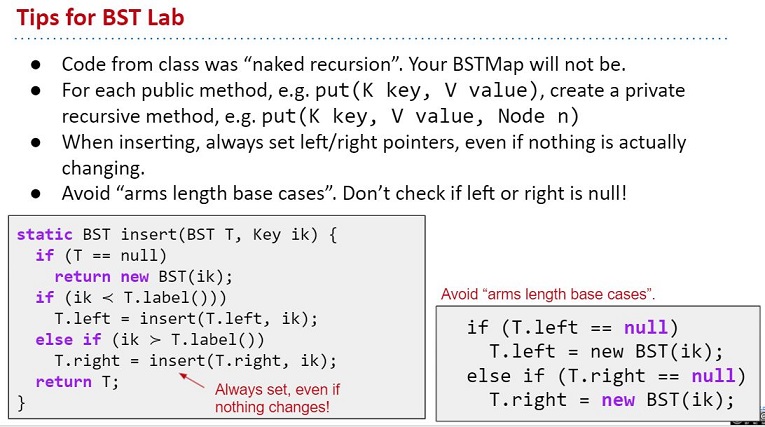 Tips for BST Lab
● Code from class was “naked recursion”. Your BSTMap will not be.
● For each public method, e.g. put(K key, V value), create a private
recursive method, e.g. put(K key, V value, Node n)
● When inserting, always set left/right pointers, even if nothing is actually
changing.
● Avoid “arms length base cases”. Don’t check if left or right is null!
static BST insert(BST T, Key ik) {
if (T == null)
return new BST(ik);
if (ik ≺ T.label()))
T.left = insert(T.left, ik);
else if (ik ≻ T.label())
T.right = insert(T.right, ik);
return T;
}
Always set, even if
nothing changes!
Avoid “arms length base cases”.
if (T.left == null)
T.left = new BST(ik);
else if (T.right == null)
T.right = new BST(ik);